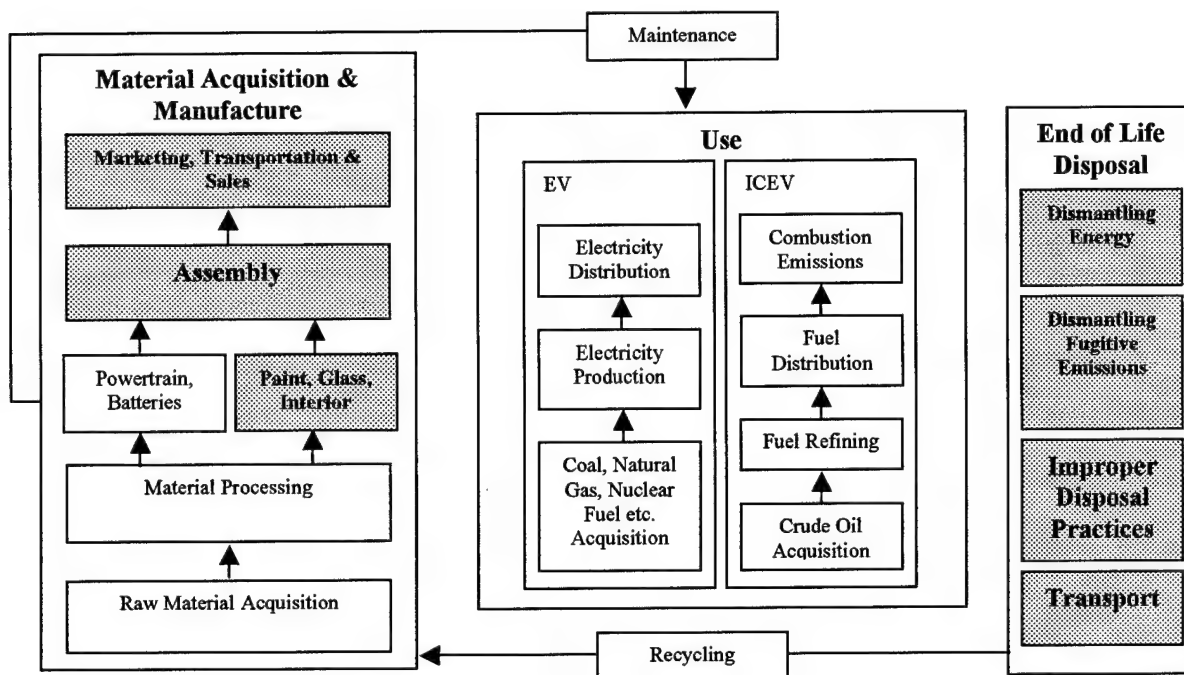 Maintenance
Material Acquisition &
Manufacture
Marketing, Transportation &
Sales
Assembly
Powertrain,
Batteries
Paint, Glass,
Interior
Material Processing
Raw Material Acquisition
Use
EV
Electricity
Distribution
Electricity
Production
Coal, Natural
Gas, Nuclear
Fuel etc.
Acquisition
ICEV
Combustion
Emissions
Fuel
Distribution
Fuel Refining
Crude Oil
Acquisition
End of Life
Disposal
Dismantling
Energy
Dismantling
Fugitive
Emissions
Improper
Disposal
Practices
Transport
Recycling